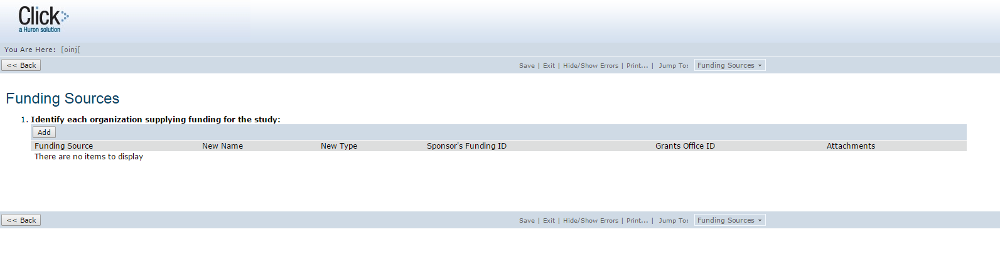 Click
a Huron solution
You Are Here: [oinj[
<< Back Save | Exit | Hide/Show Errors | Print... | Jump To: Funding Sources
Funding Sources
1. Identify each organization supplying funding for the study:
Add
Funding Source New Name New Type Sponsor's Funding ID Grants Office ID Attachments
There are no items to display
<< Back Save | Exit | Hide/Show Errors | Print... | Jump To: Funding Sources